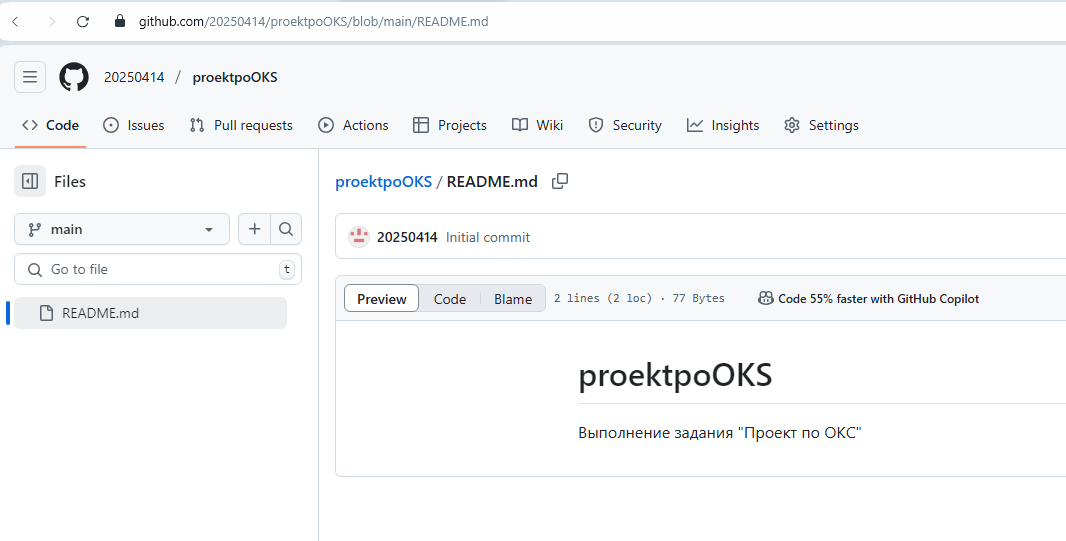 github.com/20250414/proektpoOKS/blob/main/README.md
20250414 / proektpoOKS
Code Issues Pull requests Actions Projects Wiki Security Insights Settings
Files
main
Go to file t
README.md
proektpoOKS / README.md
20250414 Initial commit
Preview Code Blame 2 lines (2 loc) · 77 Bytes Code 55% faster with GitHub Copilot
proektpoOKS
Выполнение задания "Проект по ОКС"